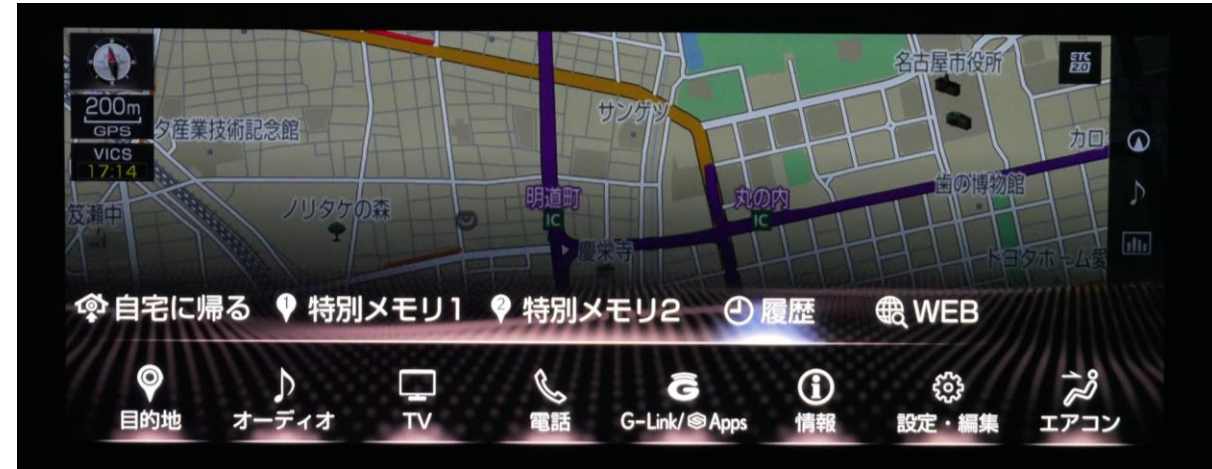 名古屋市役所
ETC
2.0
200m
GPS
サンゲツ
タ産業技術記念館
カロ
VICS
17:14
歯の博物館
明道町
IC
丸の内
IC
笈瀬中
ノリタケの森
慶栄寺
トヨタホーム愛
自宅に帰る
1 特別メモリ1
2 特別メモリ2
履歴
WEB
目的地
オーディオ
TV
電話
G-Link/ Apps
情報
設定・編集
エアコン